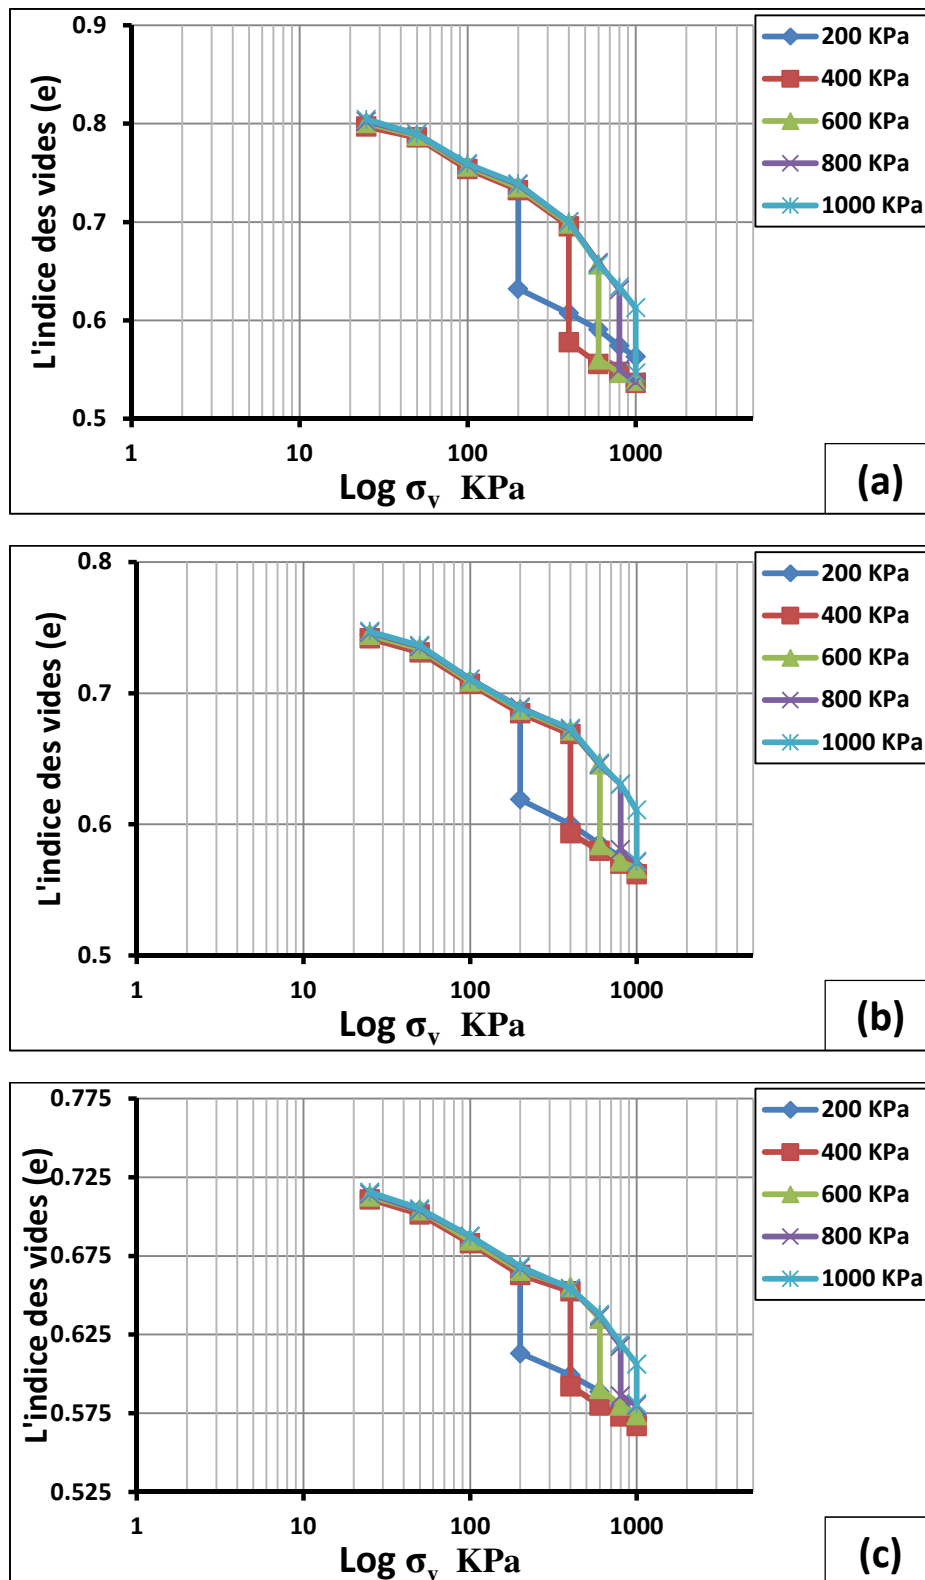 0.9
0.8
0.7
0.6
0.5
L'indice des vides (e)
1 10 100 1000
Log σv KPa
200 KPa
400 KPa
600 KPa
800 KPa
1000 KPa
(a)
0.8
0.7
0.6
0.5
L'indice des vides (e)
1 10 100 1000
Log σv KPa
200 KPa
400 KPa
600 KPa
800 KPa
1000 KPa
(b)
0.775
0.725
0.675
0.625
0.575
0.525
L'indice des vides (e)
1 10 100 1000
Log σv KPa
200 KPa
400 KPa
600 KPa
800 KPa
1000 KPa
(c)